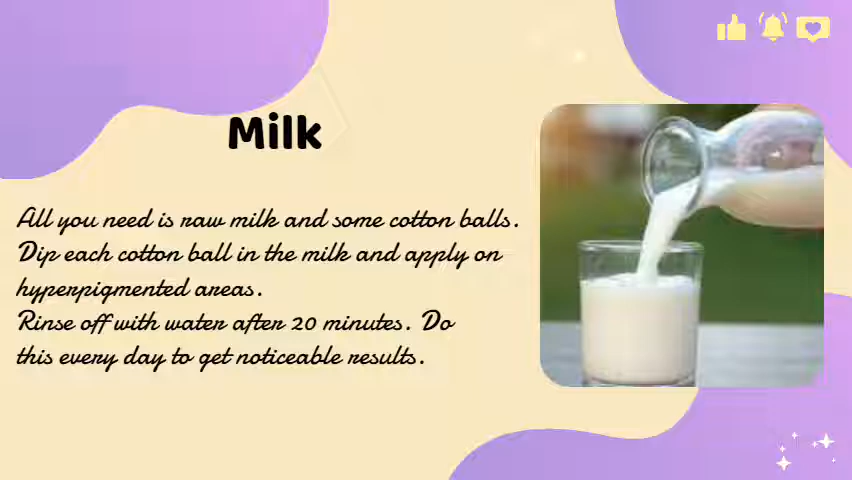 Milk
All you need is raw milk and some cotton balls.
Dip each cotton ball in the milk and apply on
hyperpigmented areas.
Rinse off with water after 20 minutes. Do
this every day to get noticeable results.